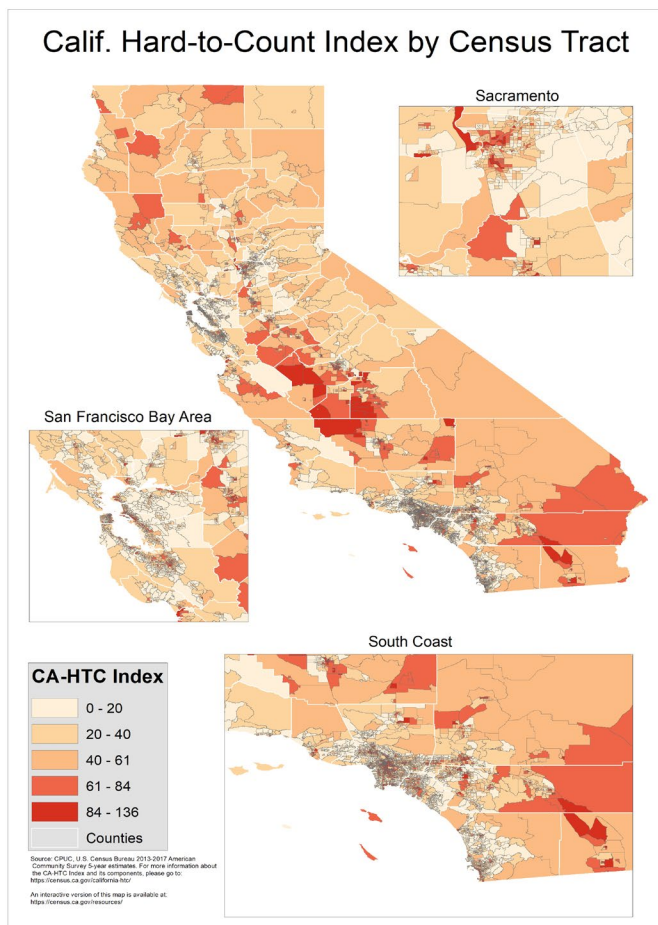 Calif. Hard-to-Count Index by Census Tract
Sacramento
San Francisco Bay Area
South Coast
CA-HTC Index
0 - 20
20 - 40
40 - 61
61 - 84
84 - 136
Counties
Source: CPUC, U.S. Census Bureau 2013-2017 American
Community Survey 5-year estimates. For more information about
the CA-HTC Index and its components, please go to:
https://census.ca.gov/california-htc/
An interactive version of this map is available at:
https://census.ca.gov/resources/